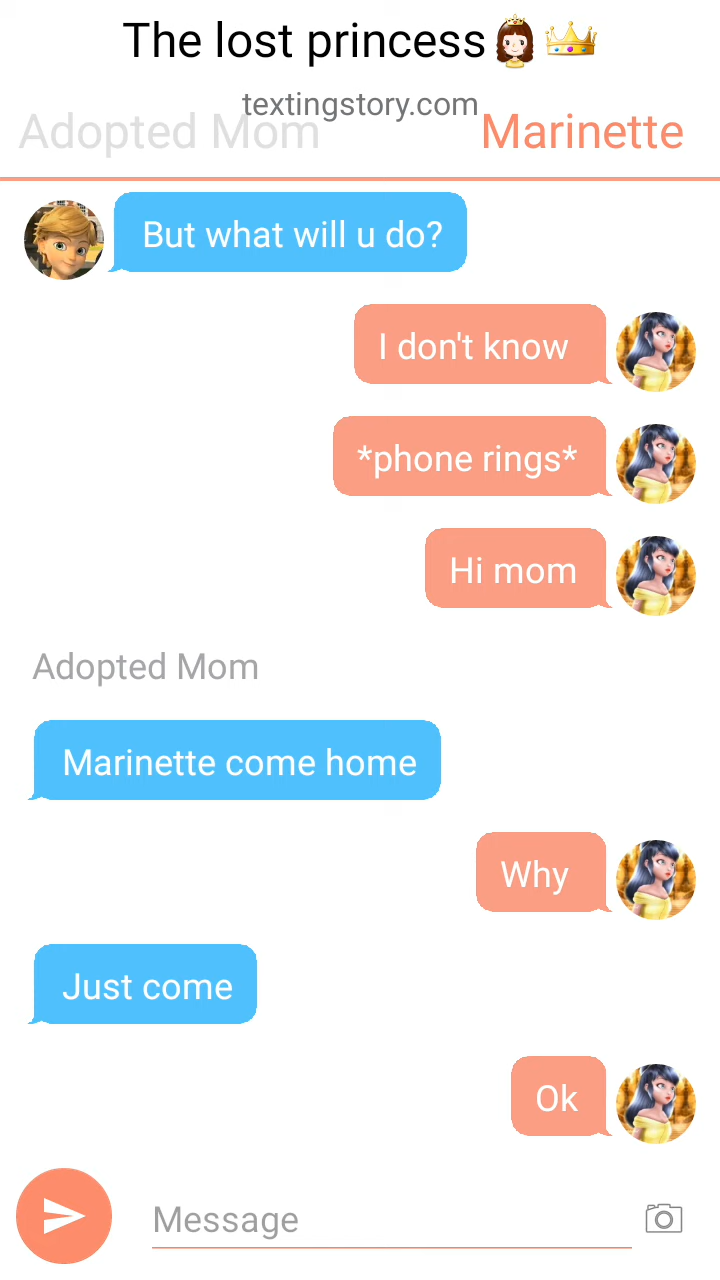 The lost princess👸👑
textingstory.com
Adopted Mom
Marinette
But what will u do?
I don't know
*phone rings*
Hi mom
Adopted Mom
Marinette come home
Why
Just come
Ok
Message